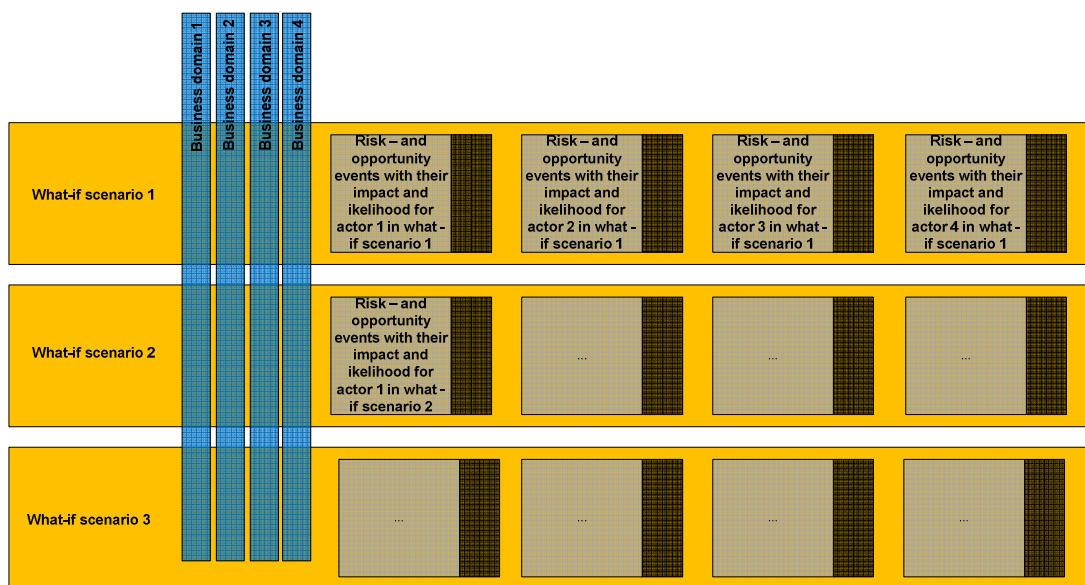 Business domain 1
Business domain 2
Business domain 3
Business domain 4
What-if scenario 1
Risk – and
opportunity
events with their
impact and
ikelihood for
actor 1 in what -
if scenario 1
Risk – and
opportunity
events with their
impact and
ikelihood for
actor 2 in what -
if scenario 1
Risk – and
opportunity
events with their
impact and
ikelihood for
actor 3 in what -
if scenario 1
Risk – and
opportunity
events with their
impact and
ikelihood for
actor 4 in what -
if scenario 1
What-if scenario 2
Risk – and
opportunity
events with their
impact and
ikelihood for
actor 1 in what -
if scenario 2
...
...
...
What-if scenario 3
...
...
...
...